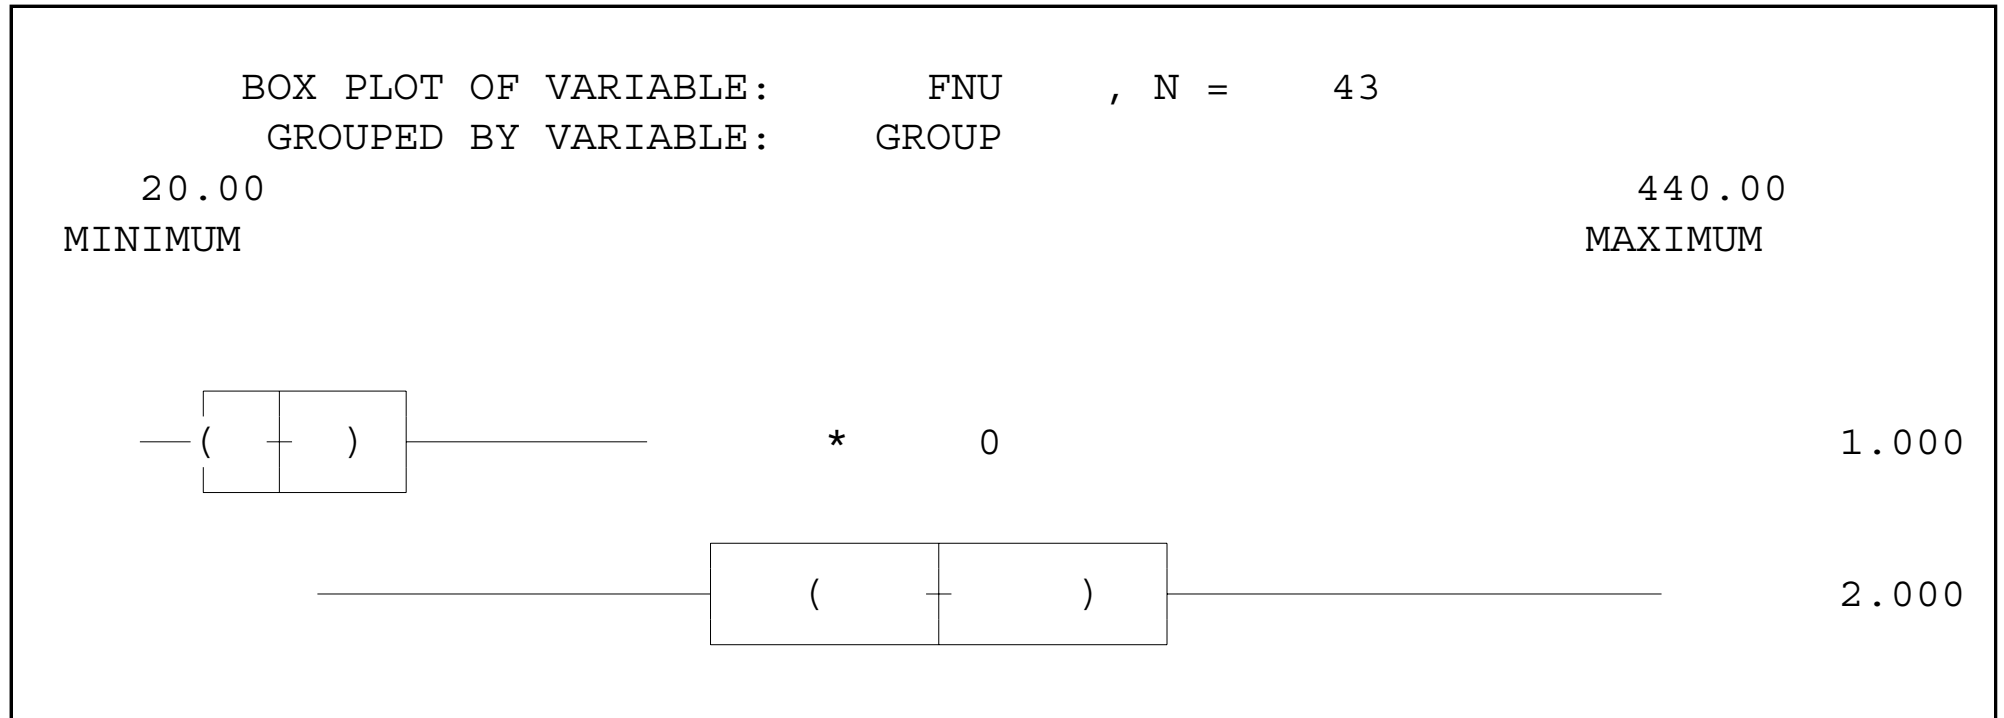 BOX PLOT OF VARIABLE: FNU , N = 43
GROUPED BY VARIABLE: GROUP
20.00 440.00
MINIMUM MAXIMUM
( + ) * 0 1.000
( + ) 2.000